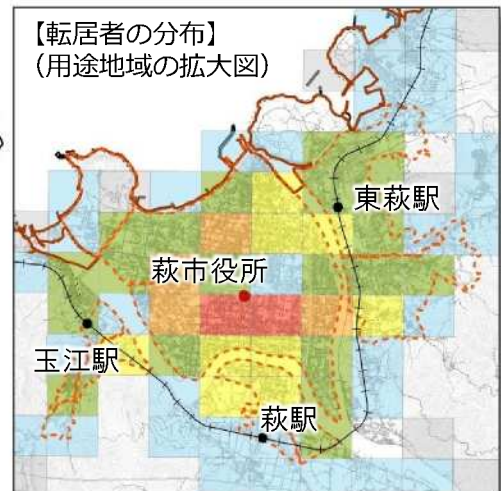 【転居者の分布】
（用途地域の拡大図）
東萩駅
萩市役所
玉江駅
萩駅